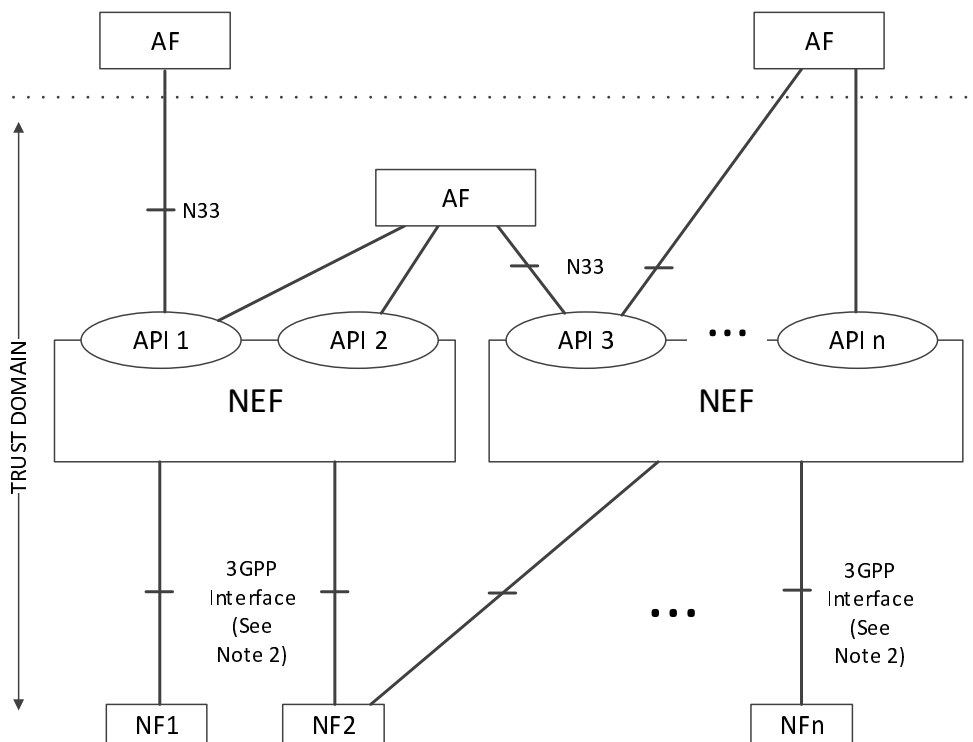 AF
AF
AF
N33
N33
API 1
API 2
API 3
...
API n
NEF
NEF
TRUST DOMAIN
3GPP
Interface
(See
Note 2)
...
3GPP
Interface
(See
Note 2)
NF1
NF2
NFn